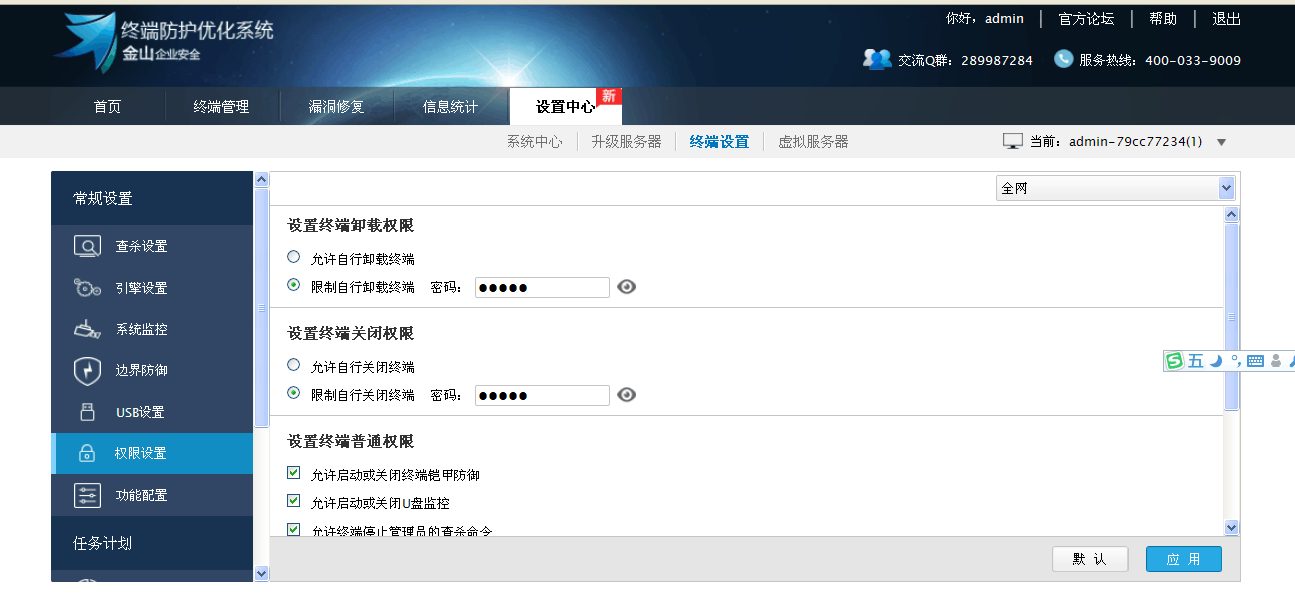 你好，admin │ 官方论坛 │ 帮助 │ 退出
终端防护优化系统
金山企业安全
交流Q群：289987284 服务热线：400-033-9009
首页 终端管理 漏洞修复 信息统计 设置中心 新
系统中心 升级服务器 终端设置 虚拟服务器 当前：admin-79cc77234(1)
常规设置
全网
查杀设置
引擎设置
系统监控
边界防御
USB设置
权限设置
功能配置
任务计划
设置终端卸载权限
允许自行卸载终端
限制自行卸载终端 密码：●●●●●
设置终端关闭权限
允许自行关闭终端
限制自行关闭终端 密码：●●●●●
设置终端普通权限
允许启动或关闭终端铠甲防御
允许启动或关闭U盘监控
允许终端停止管理员的查杀命令
五
默认 应用